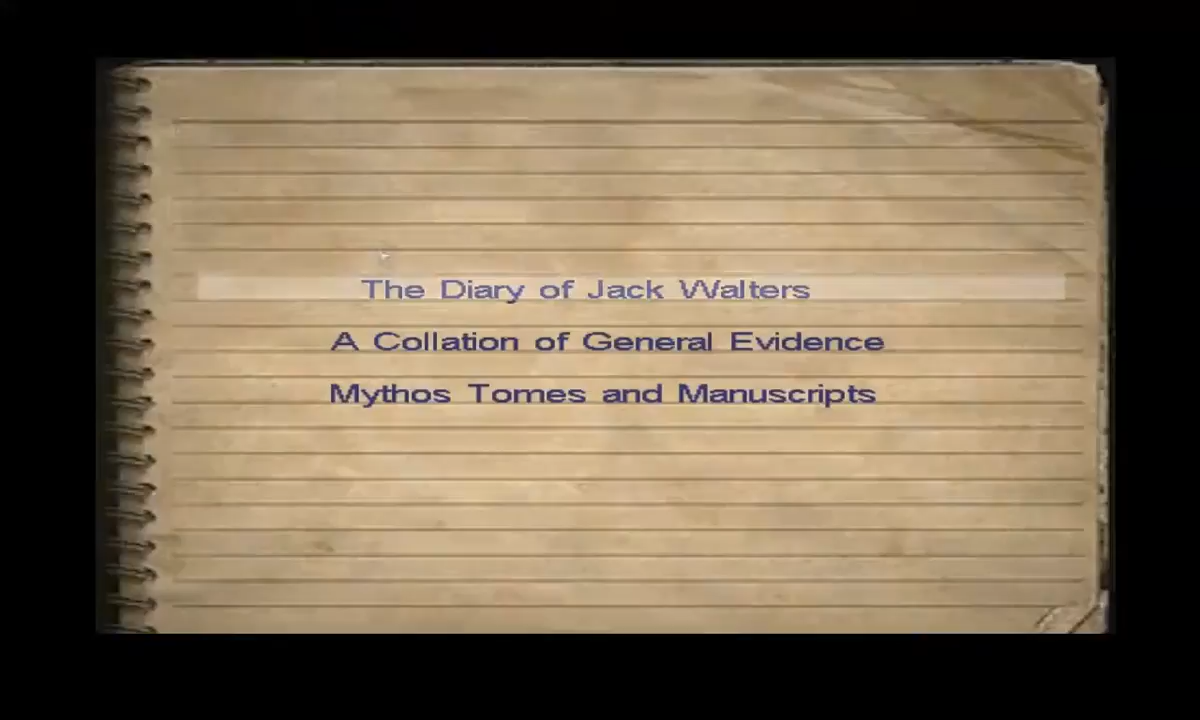 The Diary of Jack Walters
A Collation of General Evidence
Mythos Tomes and Manuscripts